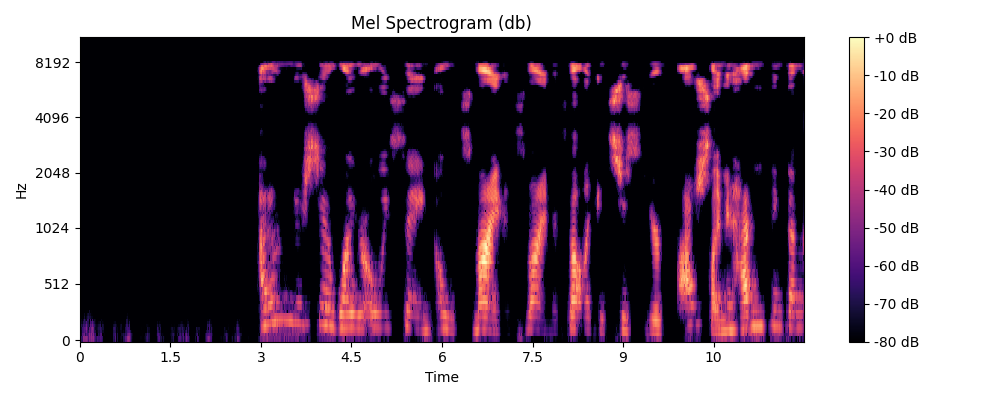 Mel Spectrogram (db)
8192
4096
2048
1024
512
0
Hz
0 1.5 3 4.5 6 7.5 9 10
Time
+0 dB
-10 dB
-20 dB
-30 dB
-40 dB
-50 dB
-60 dB
-70 dB
-80 dB